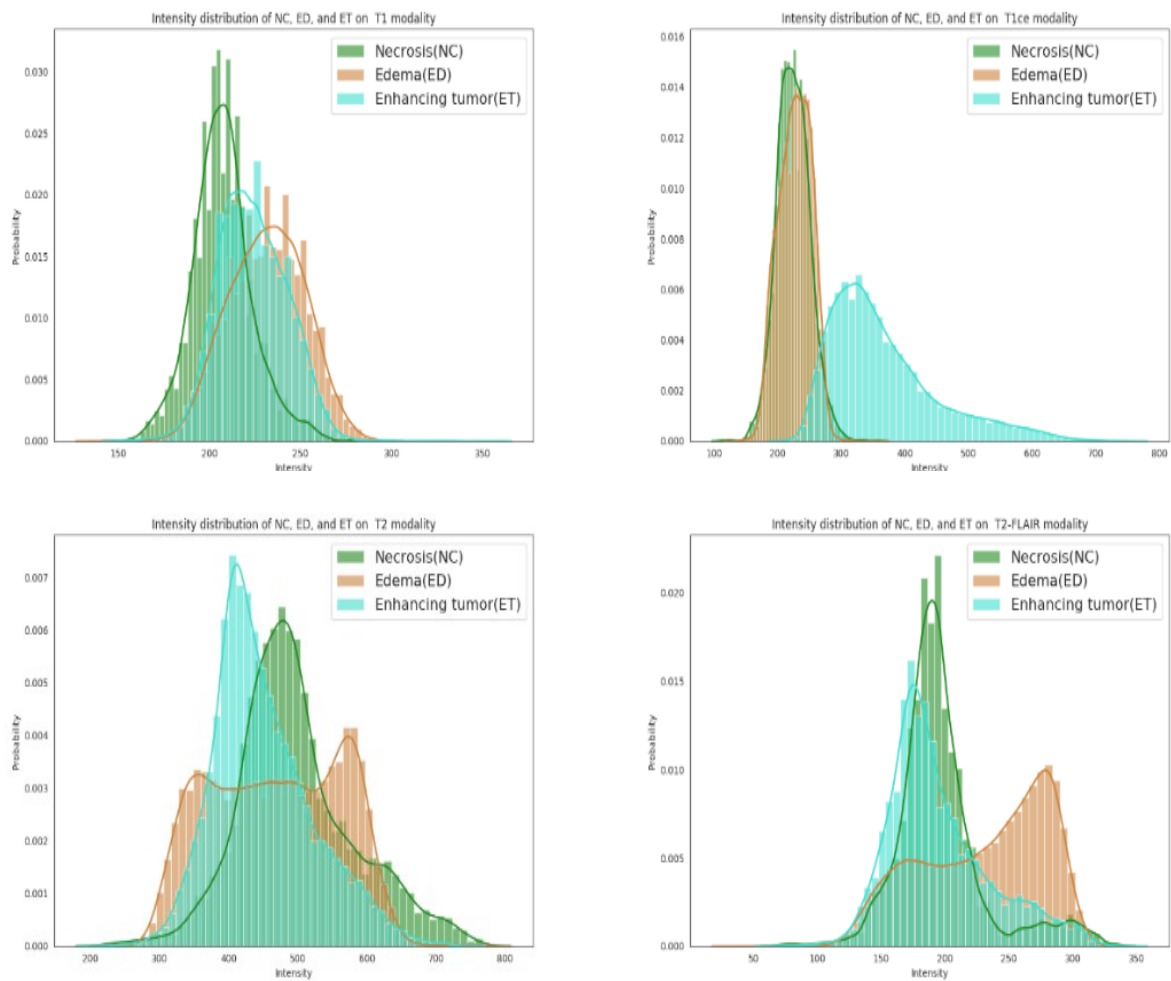 Intensity distribution of NC, ED, and ET on T1 modality
Necrosis(NC)
Edema(ED)
Enhancing tumor(ET)
Probability
0.030
0.025
0.020
0.015
0.010
0.005
0.000
150 200 250 300 350
Intensity
Intensity distribution of NC, ED, and ET on T1ce modality
Necrosis(NC)
Edema(ED)
Enhancing tumor(ET)
Probability
0.016
0.014
0.012
0.010
0.008
0.006
0.004
0.002
0.000
100 200 300 400 500 600 700 800
Intensity
Intensity distribution of NC, ED, and ET on T2 modality
Necrosis(NC)
Edema(ED)
Enhancing tumor(ET)
Probability
0.007
0.006
0.005
0.004
0.003
0.002
0.001
0.000
200 300 400 500 600 700 800
Intensity
Intensity distribution of NC, ED, and ET on T2-FLAIR modality
Necrosis(NC)
Edema(ED)
Enhancing tumor(ET)
Probability
0.020
0.015
0.010
0.005
0.000
50 100 150 200 250 300 350
Intensity